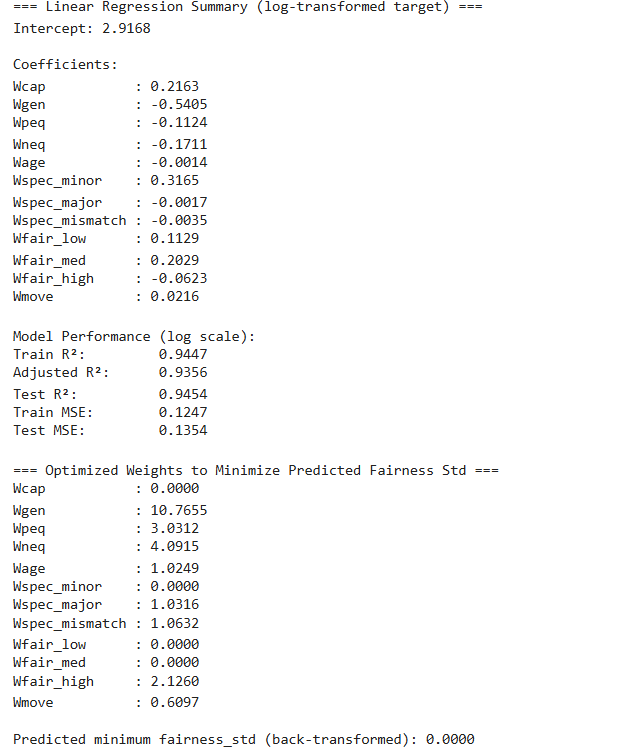 === Linear Regression Summary (log-transformed target) ===
Intercept: 2.9168
Coefficients:
Wcap : 0.2163
Wgen : -0.5405
Wpeq : -0.1124
Wneq : -0.1711
Wage : -0.0014
Wspec_minor : 0.3165
Wspec_major : -0.0017
Wspec_mismatch : -0.0035
Wfair_low : 0.1129
Wfair_med : 0.2029
Wfair_high : -0.0623
Wmove : 0.0216
Model Performance (log scale):
Train R²: 0.9447
Adjusted R²: 0.9356
Test R²: 0.9454
Train MSE: 0.1247
Test MSE: 0.1354
=== Optimized Weights to Minimize Predicted Fairness Std ===
Wcap : 0.0000
Wgen : 10.7655
Wpeq : 3.0312
Wneq : 4.0915
Wage : 1.0249
Wspec_minor : 0.0000
Wspec_major : 1.0316
Wspec_mismatch : 1.0632
Wfair_low : 0.0000
Wfair_med : 0.0000
Wfair_high : 2.1260
Wmove : 0.6097
Predicted minimum fairness_std (back-transformed): 0.0000